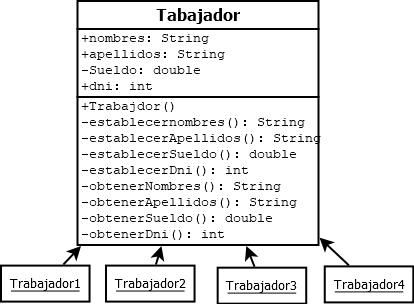 Tabajador
+nombres: String
+apellidos: String
-Sueldo: double
+dni: int
+Trabajdor()
-establecernombres(): String
-establecerApellidos(): String
-establecerSueldo(): double
-establecerDni(): int
-obtenerNombres(): String
-obtenerApellidos(): String
-obtenerSueldo(): double
-obtenerDni(): int
Trabajador1 Trabajador2 Trabajador3 Trabajador4